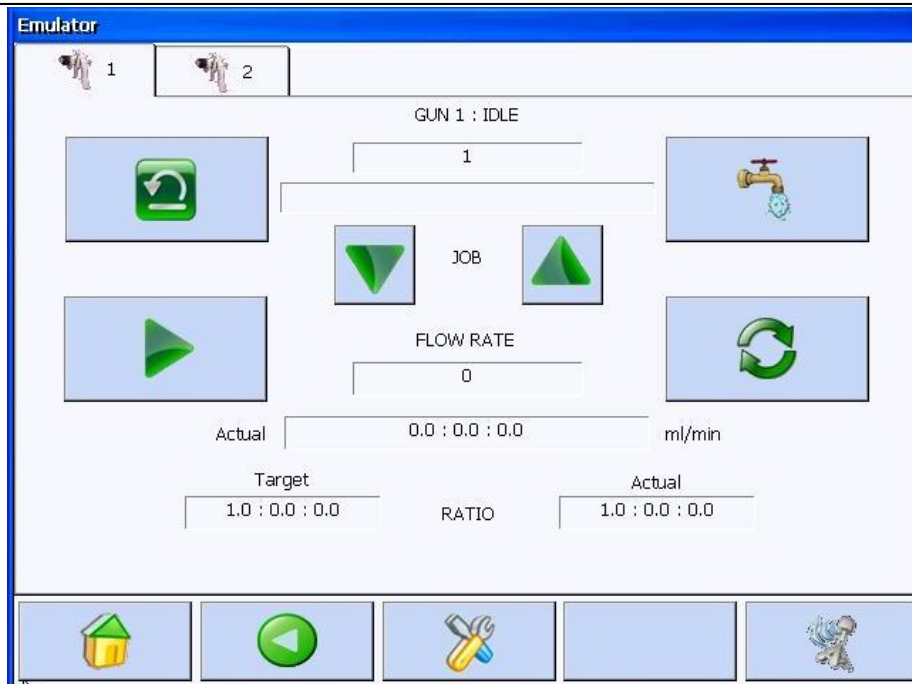 Emulator
1
2
GUN 1 : IDLE
1
JOB
FLOW RATE
0
Actual 0.0 : 0.0 : 0.0 ml/min
Target Actual
1.0 : 0.0 : 0.0 RATIO 1.0 : 0.0 : 0.0